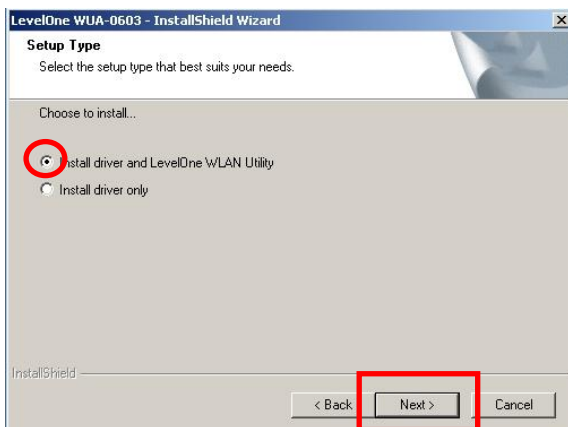 LevelOne WUA-0603 - InstallShield Wizard
Setup Type
Select the setup type that best suits your needs.
Choose to install...
Install driver and LevelOne WLAN Utility
Install driver only
InstallShield
< Back
Next >
Cancel